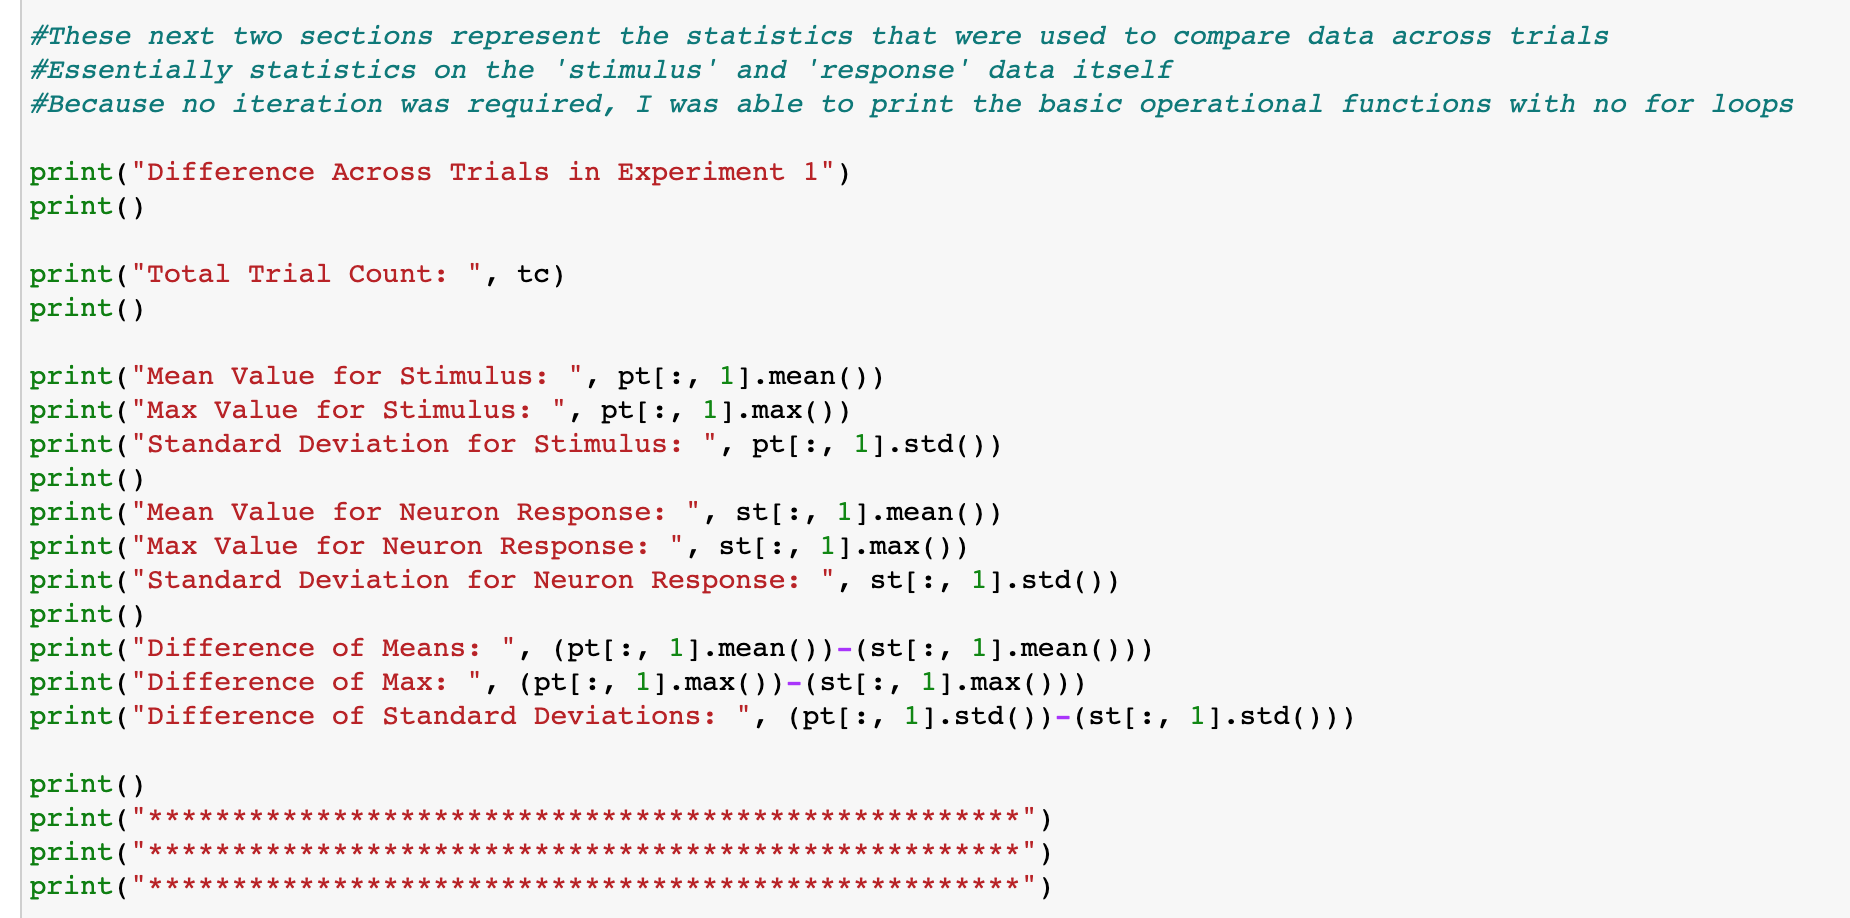 #These next two sections represent the statistics that were used to compare data across trials
#Essentially statistics on the 'stimulus' and 'response' data itself
#Because no iteration was required, I was able to print the basic operational functions with no for loops
print("Difference Across Trials in Experiment 1")
print()
print("Total Trial Count: ", tc)
print()
print("Mean Value for Stimulus: ", pt[:, 1].mean())
print("Max Value for Stimulus: ", pt[:, 1].max())
print("Standard Deviation for Stimulus: ", pt[:, 1].std())
print()
print("Mean Value for Neuron Response: ", st[:, 1].mean())
print("Max Value for Neuron Response: ", st[:, 1].max())
print("Standard Deviation for Neuron Response: ", st[:, 1].std())
print()
print("Difference of Means: ", (pt[:, 1].mean())-(st[:, 1].mean()))
print("Difference of Max: ", (pt[:, 1].max())-(st[:, 1].max()))
print("Difference of Standard Deviations: ", (pt[:, 1].std())-(st[:, 1].std()))
print()
print("****************************************************")
print("****************************************************")
print("****************************************************")